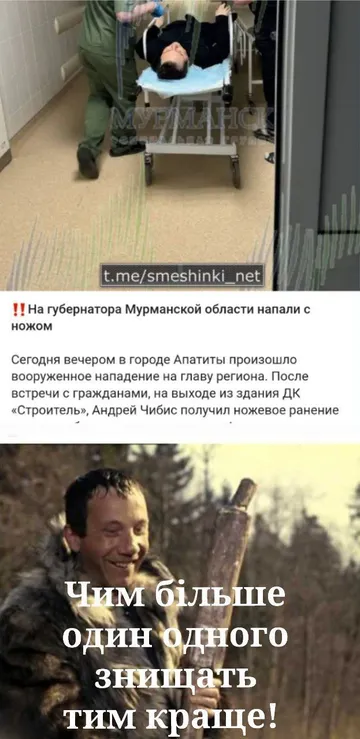 МУРМАНСК
t.me/smeshinki_net
‼️На губернатора Мурманской области напали с
ножом
Сегодня вечером в городе Апатиты произошло
вооруженное нападение на главу региона. После
встречи с гражданами, на выходе из здания ДК
«Строитель», Андрей Чибис получил ножевое ранение
Чим більше
один одного
знищать
тим краще!